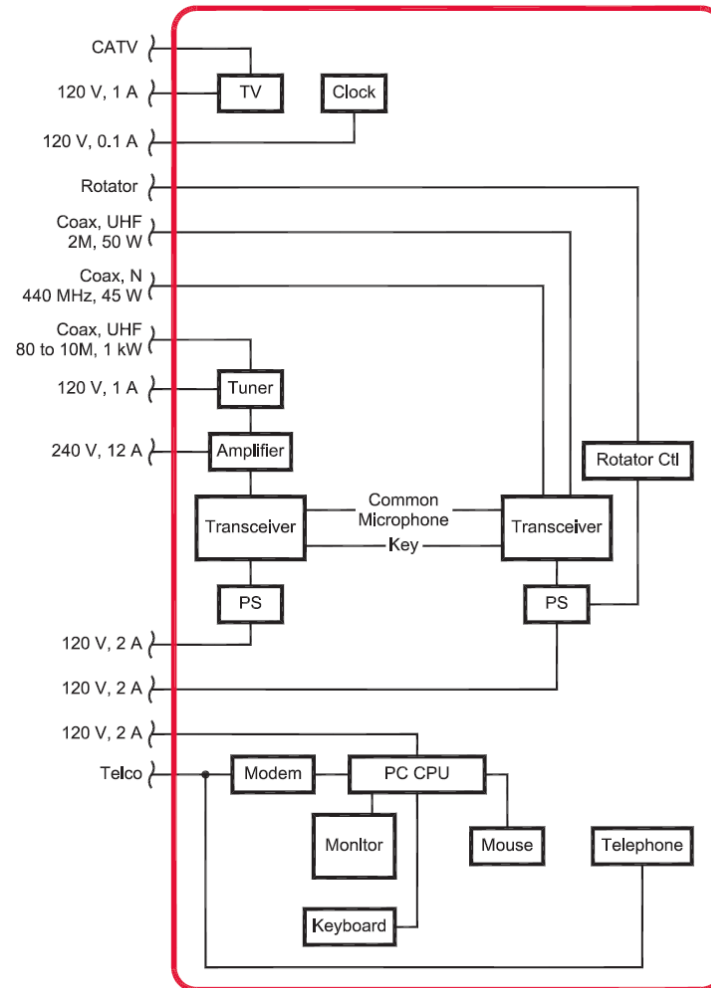 CATV
120 V, 1 A
TV
Clock
120 V, 0.1 A
Rotator
Coax, UHF
2M, 50 W
Coax, N
440 MHz, 45 W
Coax, UHF
80 to 10M, 1 kW
120 V, 1 A
Tuner
240 V, 12 A
Amplifier
Rotator Ctl
Transceiver
Common
Microphone
Key
Transceiver
PS
PS
120 V, 2 A
120 V, 2 A
120 V, 2 A
Telco
Modem
PC CPU
Monitor
Mouse
Telephone
Keyboard